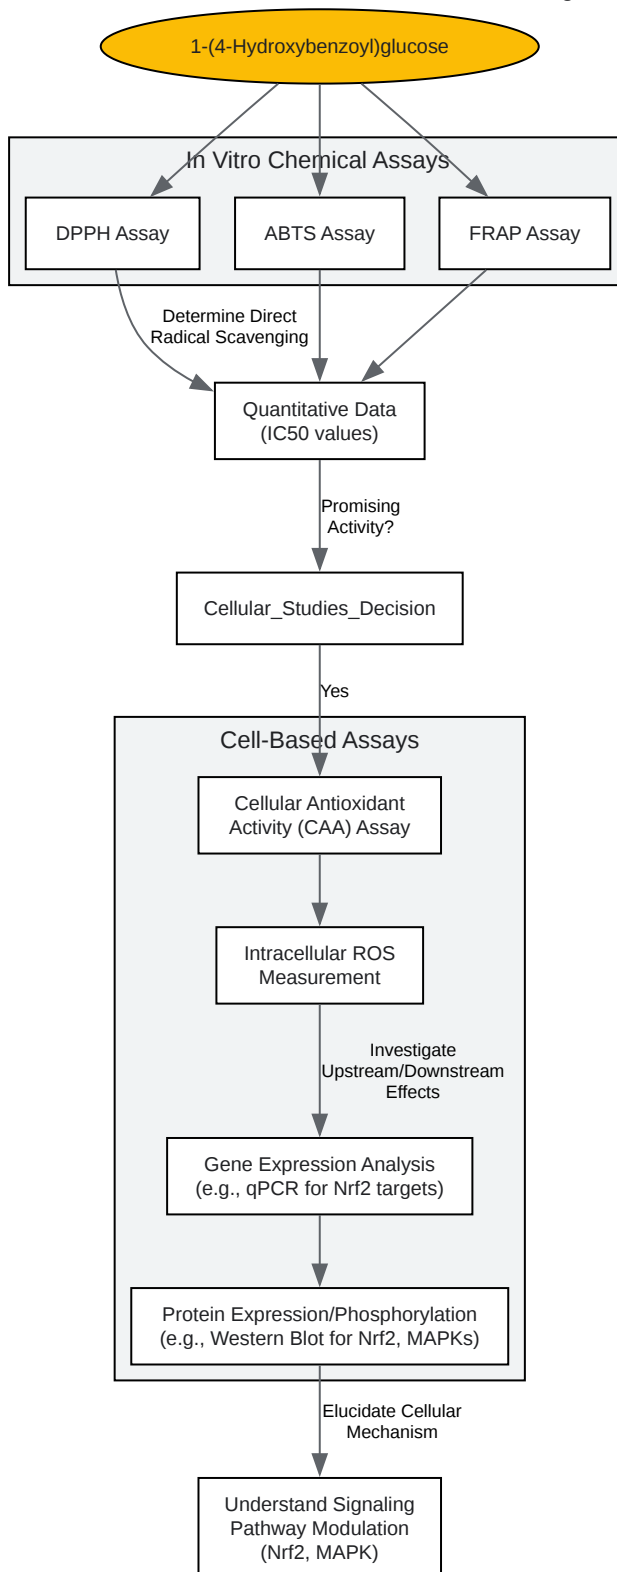 1-(4-Hydroxybenzoyl)glucose
In Vitro Chemical Assays
DPPH Assay
ABTS Assay
FRAP Assay
Determine Direct
Radical Scavenging
Quantitative Data
(IC50 values)
Promising
Activity?
Cellular_Studies_Decision
Yes
Cell-Based Assays
Cellular Antioxidant
Activity (CAA) Assay
Intracellular ROS
Measurement
Investigate
Upstream/Downstream
Effects
Gene Expression Analysis
(e.g., qPCR for Nrf2 targets)
Protein Expression/Phosphorylation
(e.g., Western Blot for Nrf2, MAPKs)
Elucidate Cellular
Mechanism
Understand Signaling
Pathway Modulation
(Nrf2, MAPK)